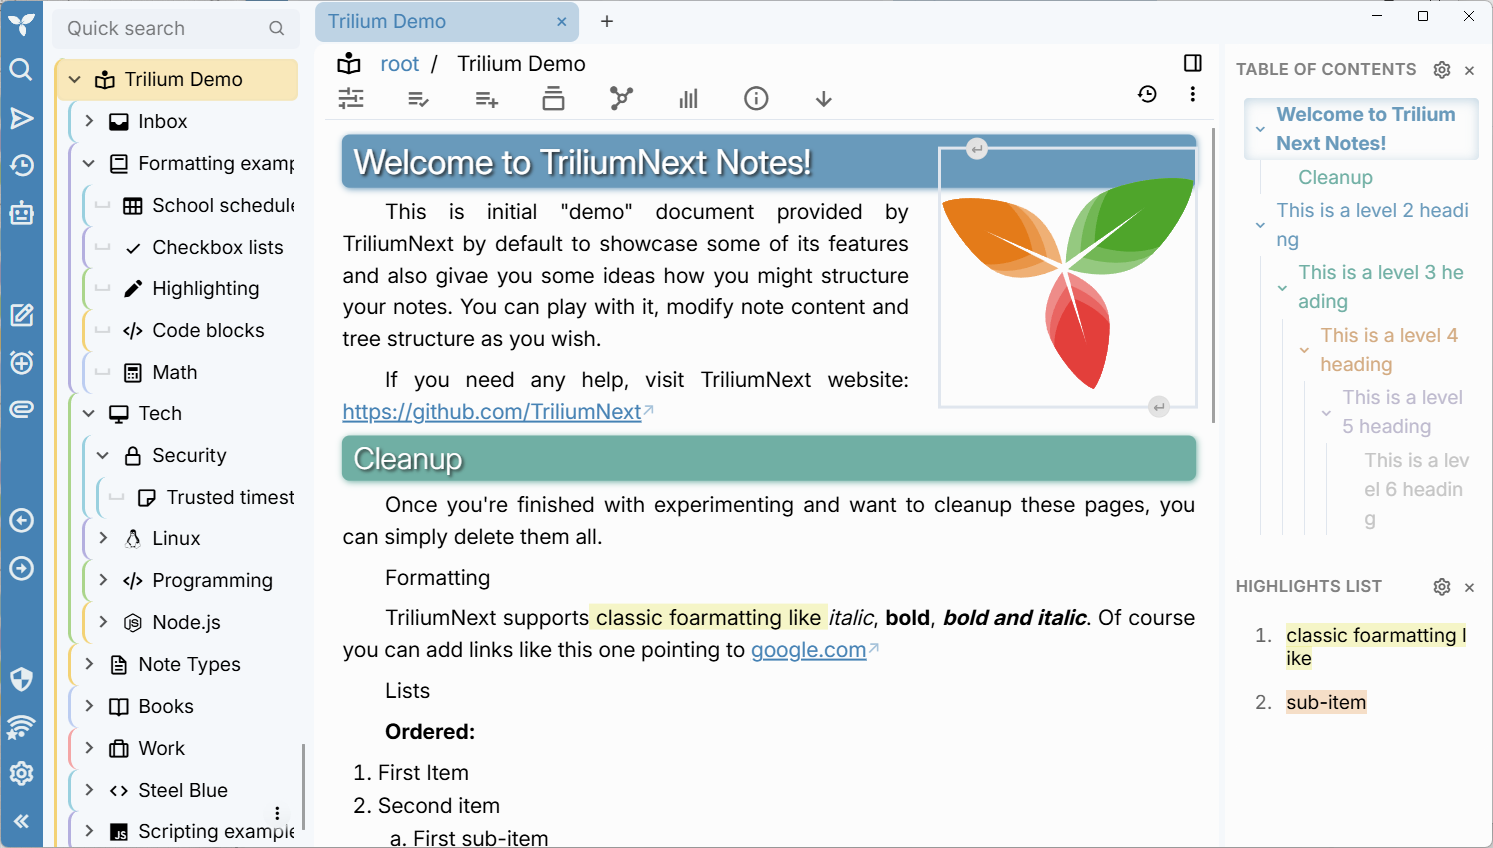 Quick search
Trilium Demo
Inbox
Formatting examp
School schedule
Checkbox lists
Highlighting
Code blocks
Math
Tech
Security
Trusted timest
Linux
Programming
Node.js
Note Types
Books
Work
Steel Blue
Scripting example
Trilium Demo
root / Trilium Demo
Welcome to TriliumNext Notes!
This is initial "demo" document provided by
TriliumNext by default to showcase some of its features
and also givae you some ideas how you might structure
your notes. You can play with it, modify note content and
tree structure as you wish.
If you need any help, visit TriliumNext website:
https://github.com/TriliumNext
Cleanup
Once you're finished with experimenting and want to cleanup these pages, you
can simply delete them all.
Formatting
TriliumNext supports classic foarmatting like italic, bold, bold and italic. Of course
you can add links like this one pointing to google.com
Lists
Ordered:
1. First Item
2. Second item
a. First sub-item
TABLE OF CONTENTS
Welcome to Trilium
Next Notes!
Cleanup
This is a level 2 headi
ng
This is a level 3 he
ading
This is a level 4
heading
This is a level
5 heading
This is a lev
el 6 headin
g
HIGHLIGHTS LIST
1. classic foarmatting l
ike
2. sub-item